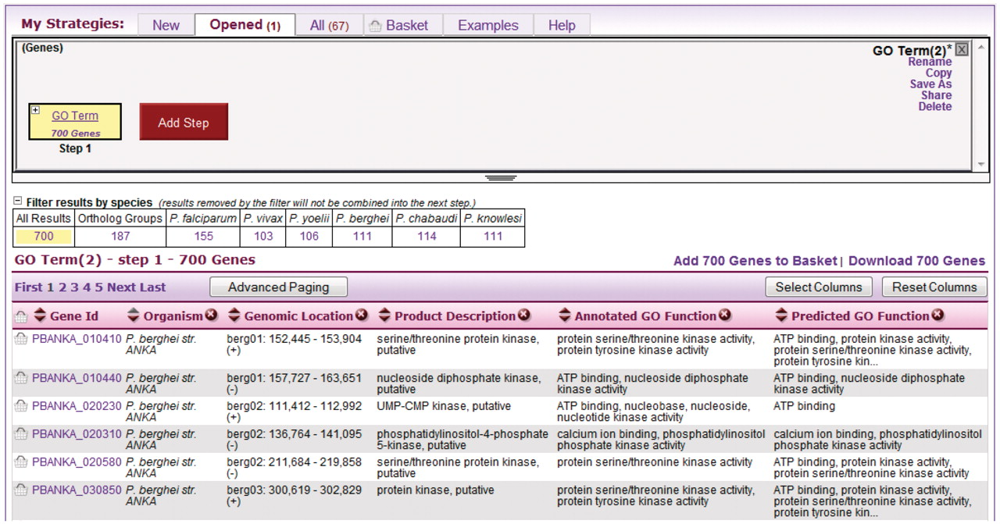 My Strategies: New Opened (1) All (67) Basket Examples Help
(Genes)
GO Term(2)* X
Rename
Copy
Save As
Share
Delete
GO Term
700 Genes
Add Step
Step 1
Filter results by species (results removed by the filter will not be combined into the next step.)
All Results Ortholog Groups P. falciparum P. vivax P. yoelii P. berghei P. chabaudi P. knowlesi
700 187 155 103 106 111 114 111
GO Term(2) - step 1 - 700 Genes
Add 700 Genes to Basket | Download 700 Genes
First 1 2 3 4 5 Next Last Advanced Paging Select Columns Reset Columns
Gene Id Organism Genomic Location Product Description Annotated GO Function Predicted GO Function
PBANKA_010410 P. berghei str. berg01: 152,445 - 153,904 serine/threonine protein kinase, protein serine/threonine kinase activity, ATP binding, protein kinase activity,
ANKA (+) putative protein tyrosine kinase activity protein serine/threonine kinase activity,
protein tyrosine kin...
PBANKA_010440 P. berghei str. berg01: 157,727 - 163,651 nucleoside diphosphate kinase, ATP binding, nucleoside diphosphate ATP binding, nucleoside diphosphate
ANKA (-) putative kinase activity kinase activity
PBANKA_020230 P. berghei str. berg02: 111,412 - 112,992 UMP-CMP kinase, putative ATP binding, nucleobase, nucleoside, ATP binding
ANKA (+) nucleotide kinase activity
PBANKA_020310 P. berghei str. berg02: 136,764 - 141,095 phosphatidylinositol-4-phosphate calcium ion binding, phosphatidylinositol calcium ion binding, phosphatidylinositol
ANKA (-) 5-kinase, putative phosphate kinase activity phosphate kinase activity
PBANKA_020580 P. berghei str. berg02: 211,684 - 219,858 serine/threonine protein kinase, protein serine/threonine kinase activity ATP binding, protein kinase activity,
ANKA (-) putative protein serine/threonine kinase activity
PBANKA_030850 P. berghei str. berg03: 300,619 - 302,829 protein kinase, putative protein serine/threonine kinase activity, ATP binding, protein kinase activity,
ANKA (+) protein tyrosine kinase activity protein serine/threonine kinase activity,
protein tyrosine kin...